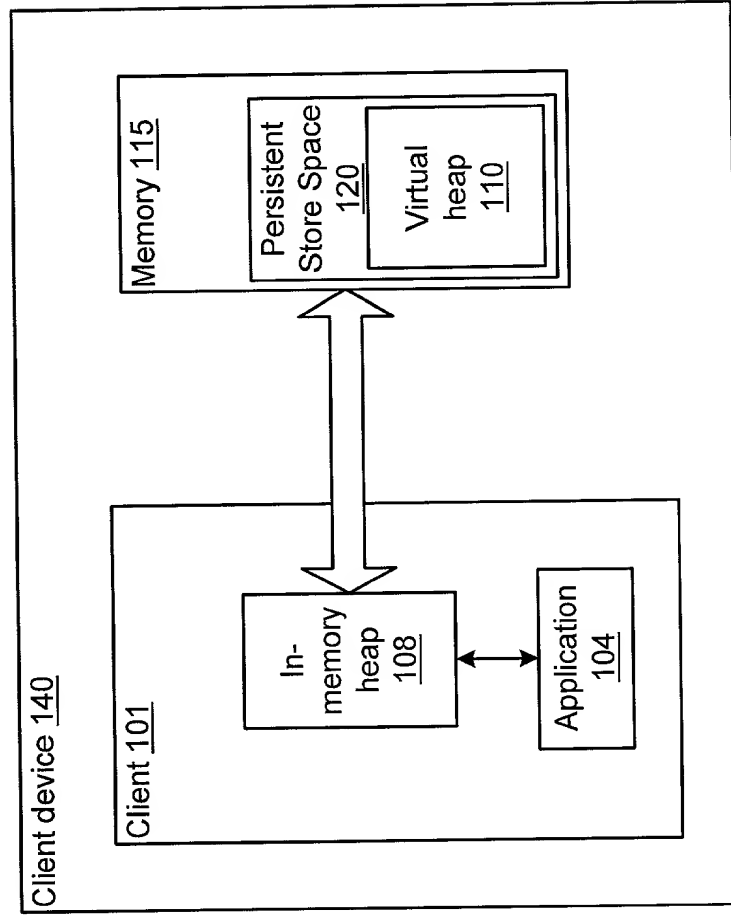 Client device 140
Client 101
In-
memory
heap
108
Application
104
Memory 115
Persistent
Store Space
120
Virtual
heap
110